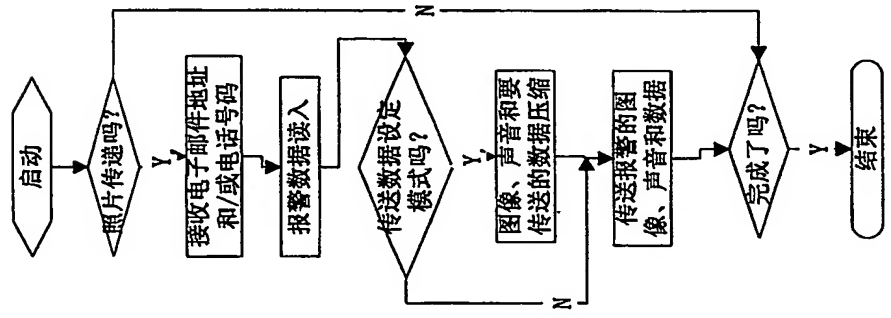 启动
照片传递吗?
N
Y
接收电子邮件地址
和/或电话号码
报警数据读入
传送数据设定
模式吗?
Y
图像、声音和要
传送的数据压缩
N
传送报警的图
像、声音和数据
完成了吗?
Y
结束